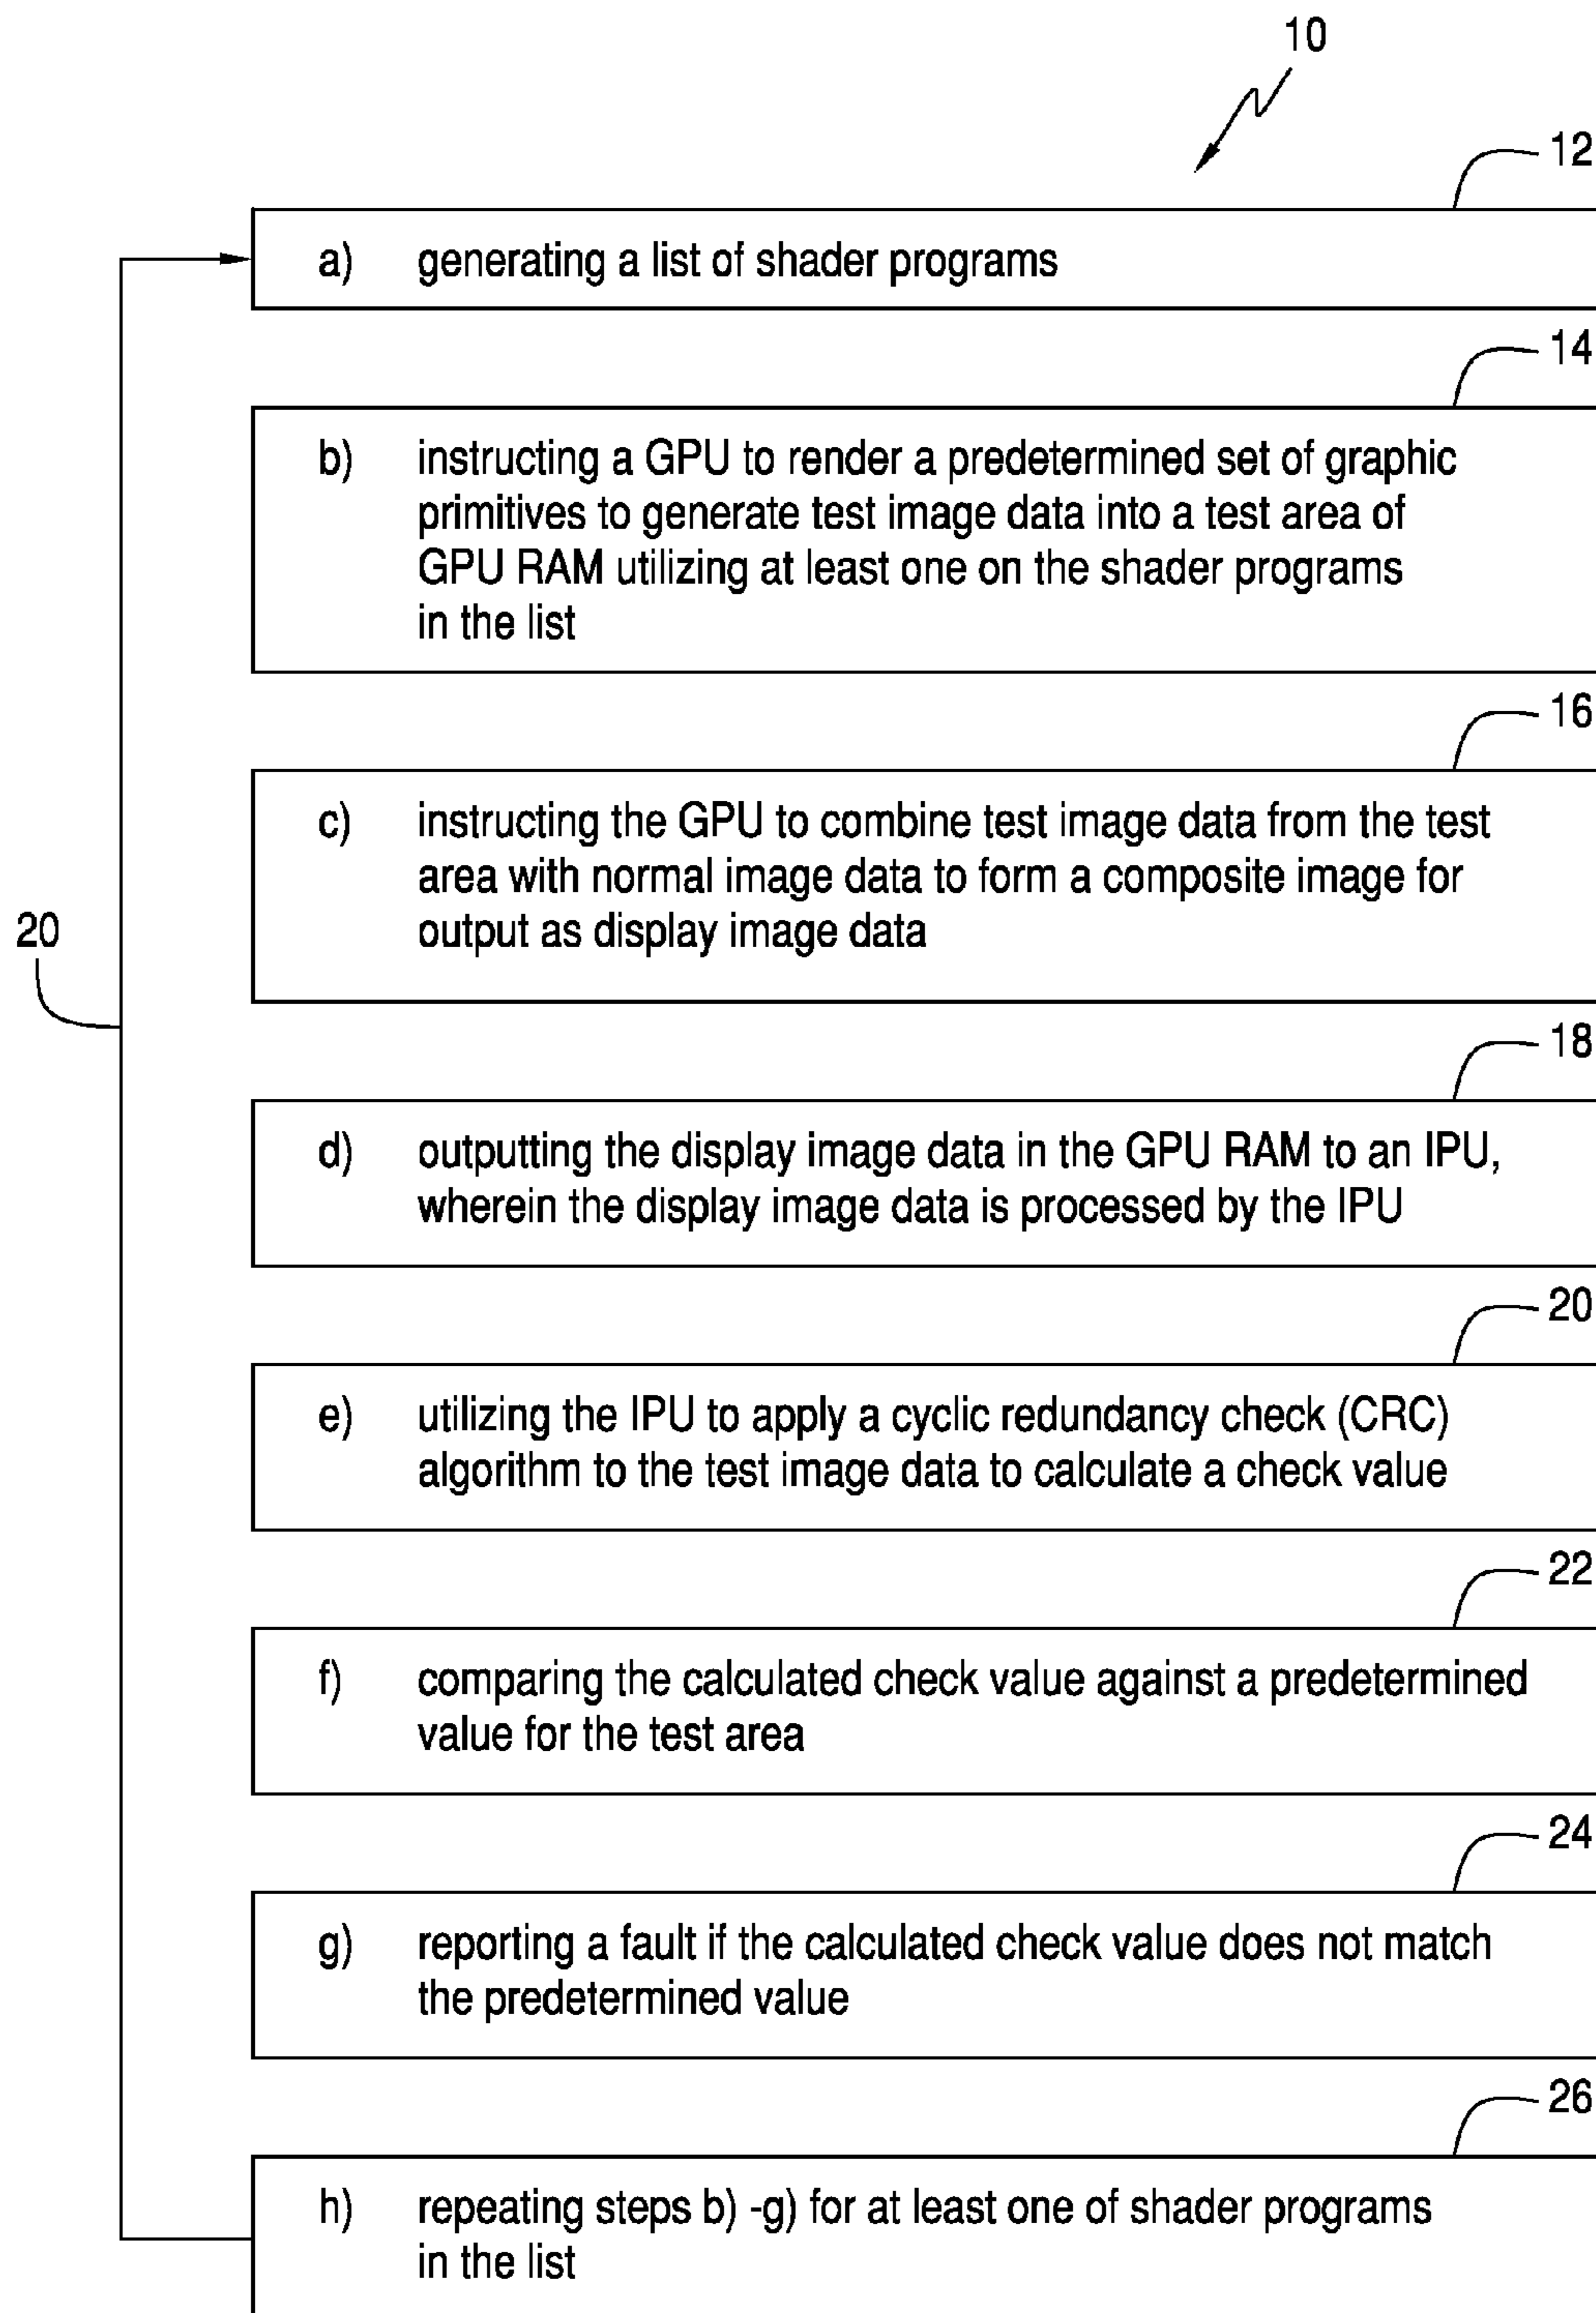 10
12
a) generating a list of shader programs
14
b) instructing a GPU to render a predetermined set of graphic
primitives to generate test image data into a test area of
GPU RAM utilizing at least one on the shader programs
in the list
16
c) instructing the GPU to combine test image data from the test
area with normal image data to form a composite image for
output as display image data
20
18
d) outputting the display image data in the GPU RAM to an IPU,
wherein the display image data is processed by the IPU
20
e) utilizing the IPU to apply a cyclic redundancy check (CRC)
algorithm to the test image data to calculate a check value
22
f) comparing the calculated check value against a predetermined
value for the test area
24
g) reporting a fault if the calculated check value does not match
the predetermined value
26
h) repeating steps b) -g) for at least one of shader programs
in the list